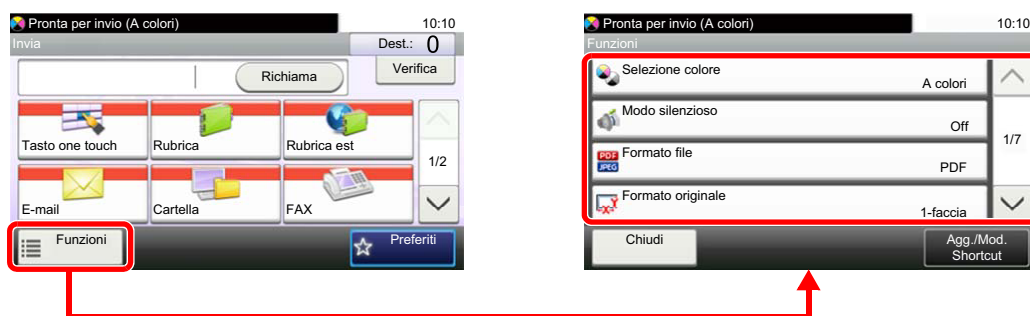 Pronta per invio (A colori) 10:10
Invia Dest.: 0
Richiama Verifica
Tasto one touch Rubrica Rubrica est
1/2
E-mail Cartella FAX
Funzioni Preferiti
Pronta per invio (A colori) 10:10
Funzioni
Selezione colore
A colori
Modo silenzioso
Off
1/7
PDF JPEG Formato file
PDF
Formato originale
1-faccia
Chiudi Agg./Mod.
Shortcut